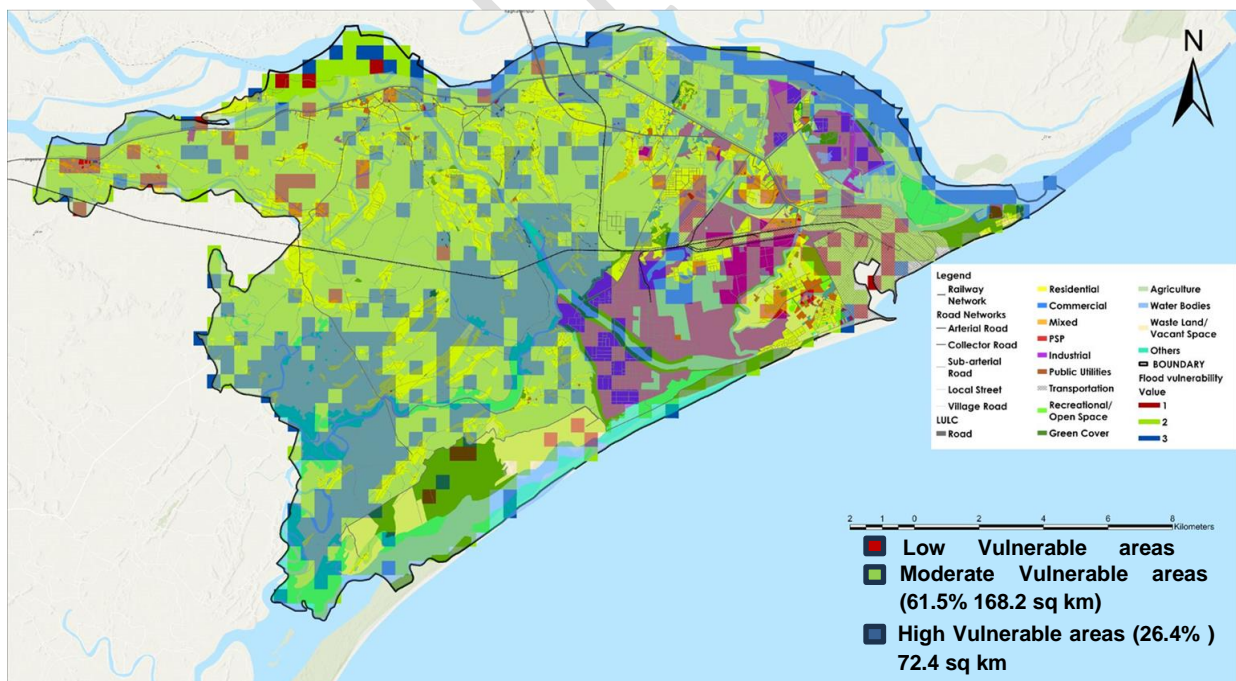 N
Legend
Railway
Network
Road Networks
Arterial Road
Collector Road
Sub-arterial
Road
Local Street
Village Road
LULC
Road
Residential
Commercial
Mixed
PSP
Industrial
Public Utilities
Transportation
Recreational/
Open Space
Green Cover
Agriculture
Water Bodies
Waste Land/
Vacant Space
Others
BOUNDARY
Flood vulnerability
Value
1
2
3
2 1 0 2 4 6 8
Kilometers
Low Vulnerable areas
Moderate Vulnerable areas
(61.5% 168.2 sq km)
High Vulnerable areas (26.4% )
72.4 sq km